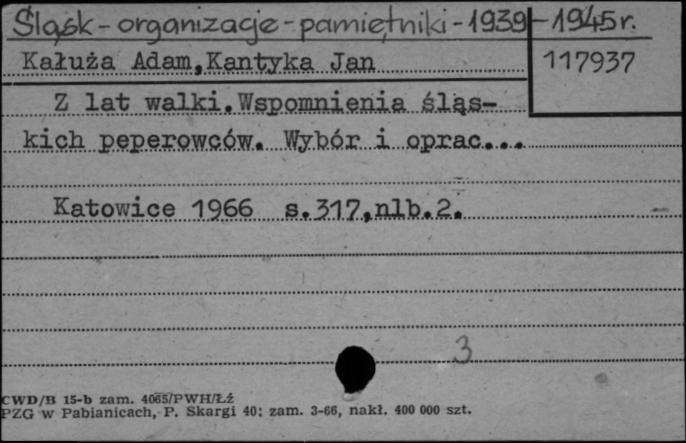 Śląsk - organizacje - pamiętniki - 1939 - 1945 r.
Kałuża Adam,Kantyka Jan
117937
Z lat walki.Wspomnienia śląs-
kich peperowców. Wybór i oprac....
Katowice 1966 s.317,nlb.2.
3
CWD/B 15-b zam. 4065/PWH/Łź
PZG w Pabianicach, P. Skargi 40; zam. 3-66, nakł. 400 000 szt.